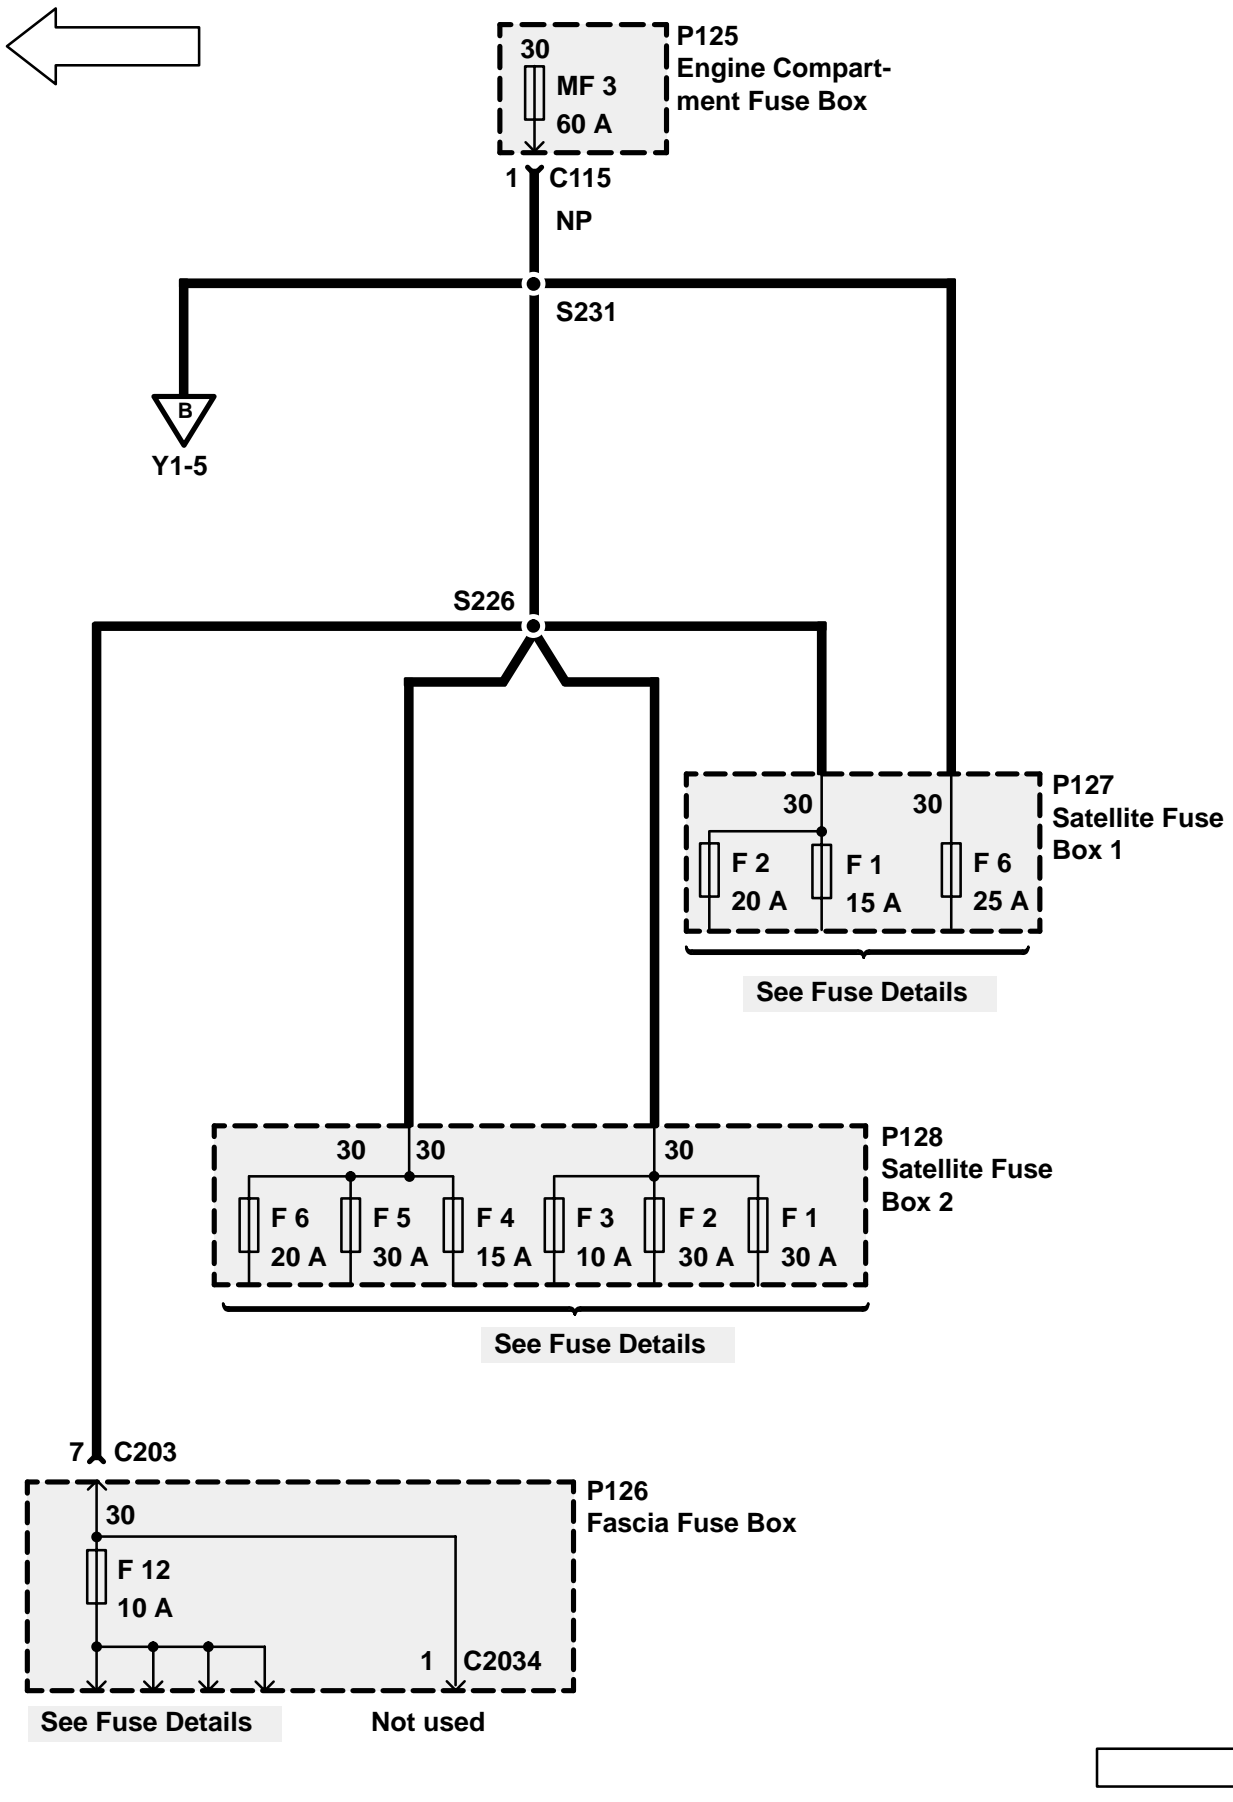 30
MF 3
60 A
P125
Engine Compart-
ment Fuse Box
1 C115
NP
S231
B
Y1-5
S226
P127
Satellite Fuse
Box 1
30 30
F 2 F 1 F 6
20 A 15 A 25 A
See Fuse Details
P128
Satellite Fuse
Box 2
30 30 30
F 6 F 5 F 4 F 3 F 2 F 1
20 A 30 A 15 A 10 A 30 A 30 A
See Fuse Details
7 C203
P126
Fascia Fuse Box
30
F 12
10 A
1 C2034
See Fuse Details Not used